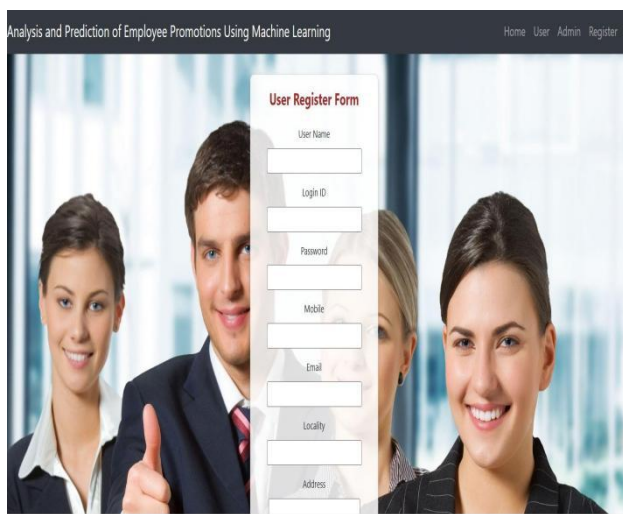 Analysis and Prediction of Employee Promotions Using Machine Learning
Home User Admin Register
User Register Form
User Name
Login ID
Password
Mobile
Email
Locality
Address